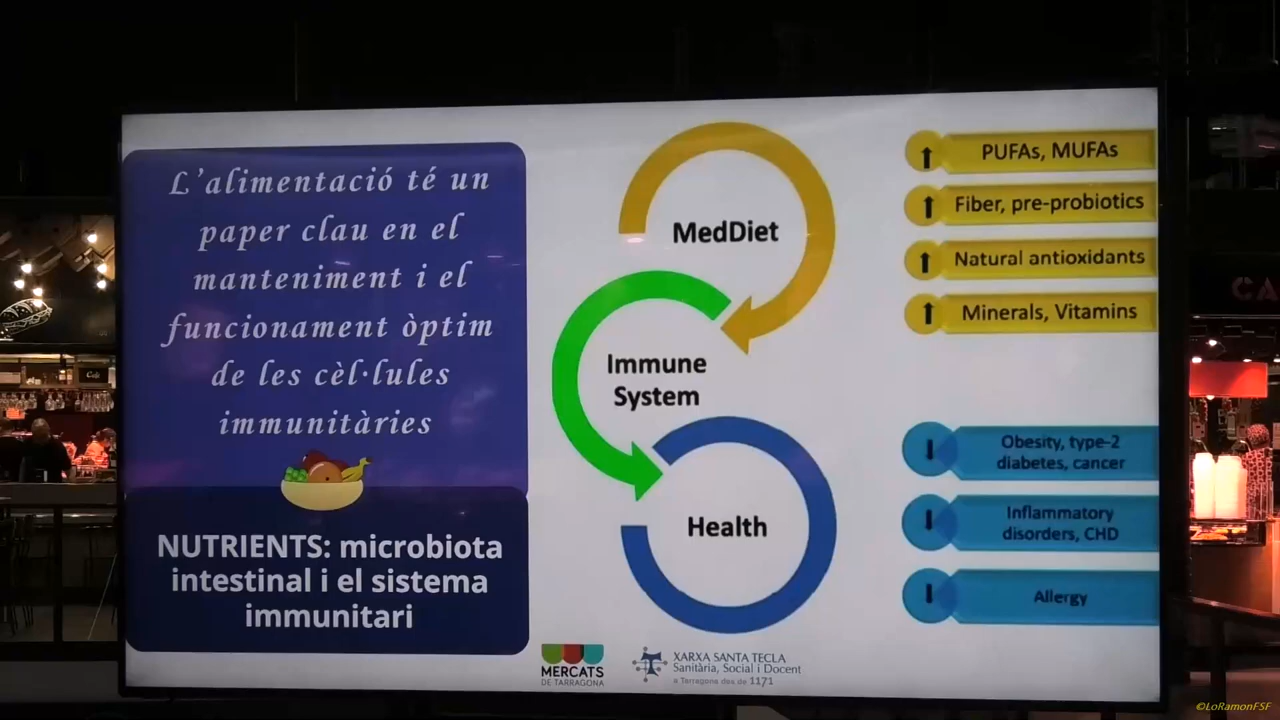 L'alimentació té un
paper clau en el
manteniment i el
funcionament òptim
de les cèl·lules
immunitàries
NUTRIENTS: microbiota
intestinal i el sistema
immunitari
MedDiet
Immune
System
Health
PUFAs, MUFAs
Fiber, pre-probiotics
Natural antioxidants
Minerals, Vitamins
Obesity, type-2
diabetes, cancer
Inflammatory
disorders, CHD
Allergy
MERCATS
DE TARRAGONA
XARXA SANTA TECLA
Sanitària, Social i Docent
a Tarragona des de 1171
CA
©LoRamonFSF